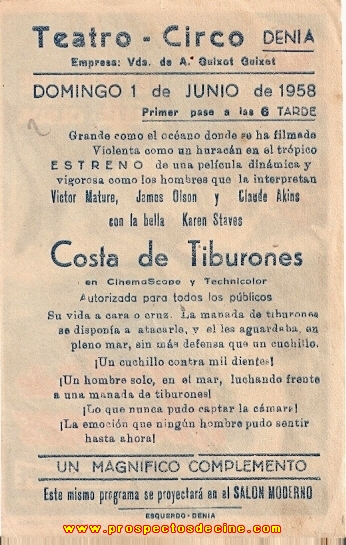 Teatro - Circo DENIA
Empresa: Vda. de A. Guixot Guixot
DOMINGO 1 de JUNIO de 1958
Primer pase a las 6 TARDE
Grande como el océano donde se ha filmado
Violenta como un huracán en el trópico
ESTRENO de una película dinámica y
vigorosa como los hombres que la interpretan
Victor Mature, James Olson y Claude Akins
con la bella Karen Staves
Costa de Tiburones
en CinemaScope y Technicolor
Autorizada para todos los públicos
Su vida a cara o cruz. La manada de tiburones
se disponía a atacarle, y el les aguardaba, en
pleno mar, sin más defensa que un cuchillo.
¡Un cuchillo contra mil dientes!
¡Un hombre solo, en el mar, luchando frente
a una manada de tiburones!
¡Lo que nunca pudo captar la cámara!
¡La emoción que ningún hombre pudo sentir
hasta ahora!
UN MAGNIFICO COMPLEMENTO
Este mismo programa se proyectará en el SALON MODERNO
ESQUERDO-DENIA
www.prospectosdecine.com